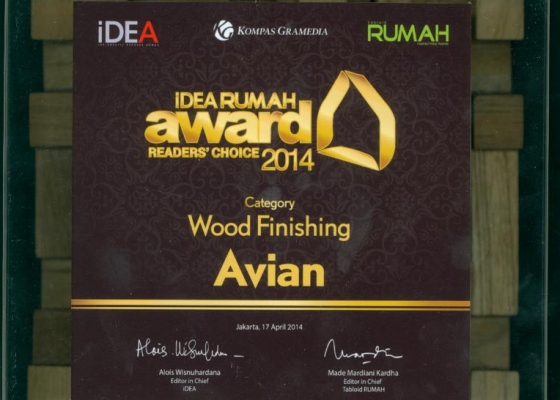 iDEA
KOMPAS GRAMEDIA
RUMAH
iDEA RUMAH
award
READERS' CHOICE 2014
Category
Wood Finishing
Avian
Jakarta, 17 April 2014
Alois Wisnuhardana
Editor in Chief
iDEA
Made Mardiani Kardha
Editor in Chief
Tabloid RUMAH